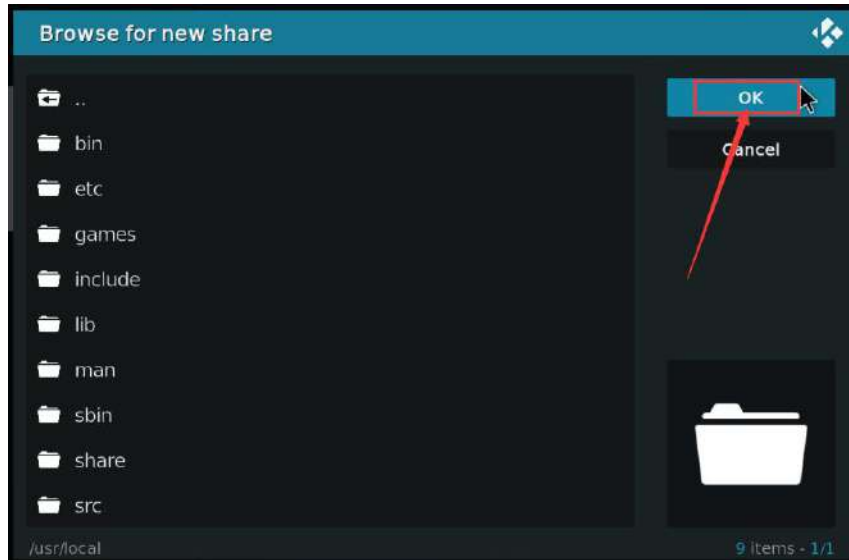 Browse for new share
..
bin
etc
games
include
lib
man
sbin
share
src
OK
Cancel
/usr/local
9 items - 1/1